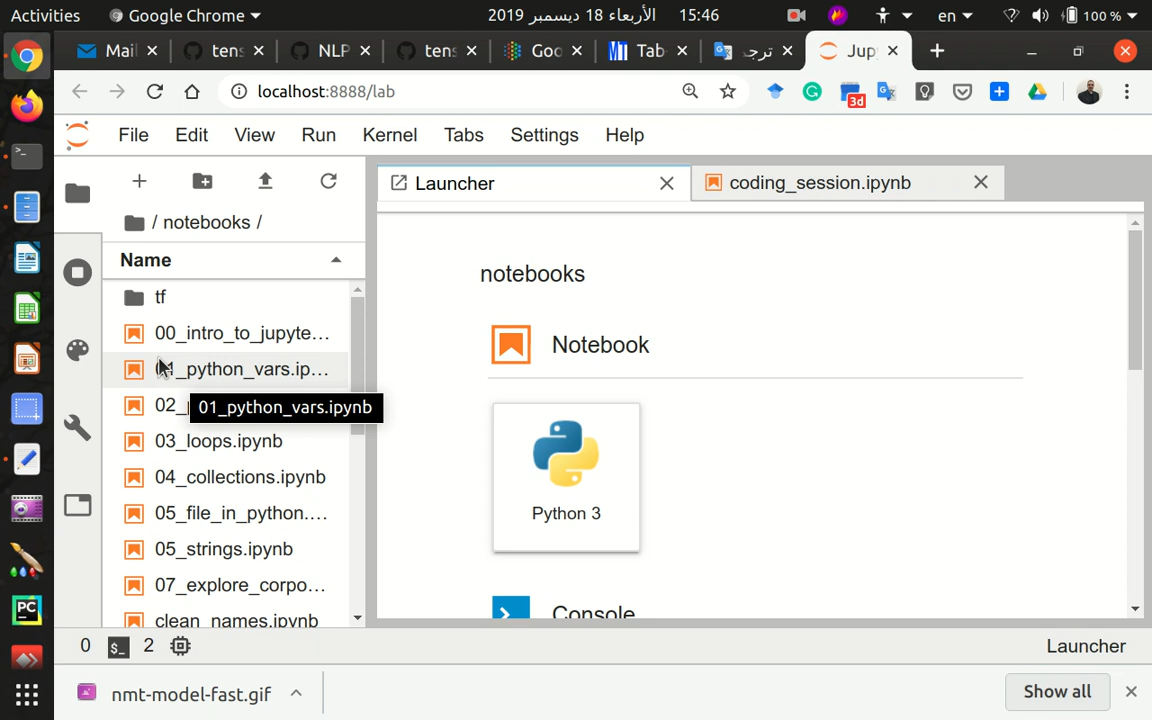 Activities Google Chrome الأربعاء 18 ديسمبر 2019 15:46 en 100 %
Mail tens NLP tens Goo Tab ترجـ Jup
localhost:8888/lab 3d
File Edit View Run Kernel Tabs Settings Help
Launcher coding_session.ipynb
/ notebooks /
Name
tf
00_intro_to_jupyte...
_python_vars.ip...
02_
01_python_vars.ipynb
03_loops.ipynb
04_collections.ipynb
05_file_in_python....
05_strings.ipynb
07_explore_corpo...
clean_names.ipynb
notebooks
Notebook
Python 3
Console
0 $_ 2 Launcher
nmt-model-fast.gif Show all
PC